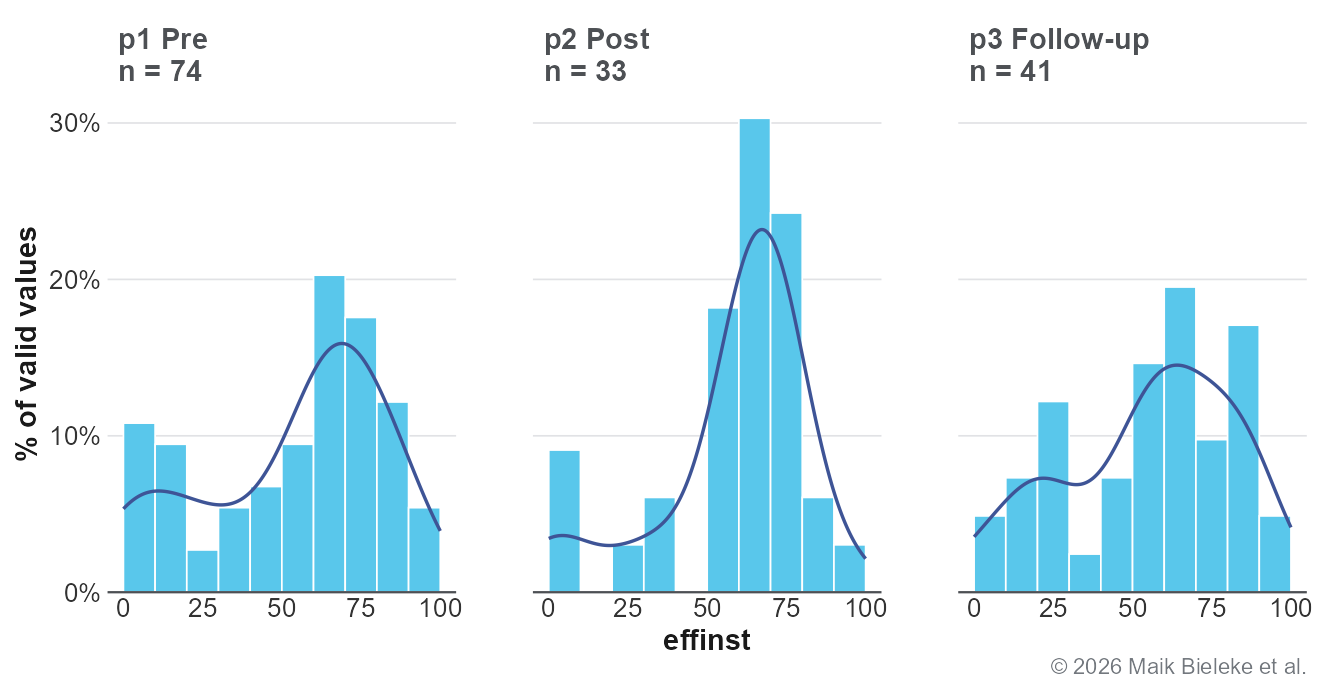 p1 Pre
n = 74
p2 Post
n = 33
p3 Follow-up
n = 41
% of valid values
30%
20%
10%
0%
0 25 50 75 100
0 25 50 75 100
0 25 50 75 100
effinst
© 2026 Maik Bieleke et al.